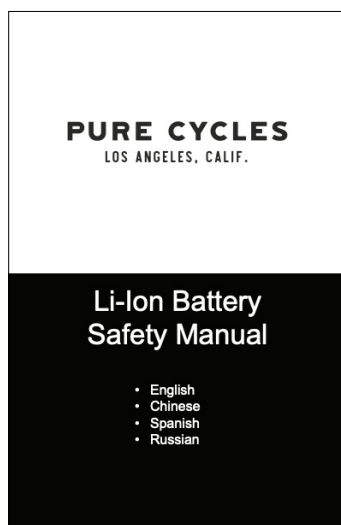 PURE CYCLES
LOS ANGELES, CALIF.
Li-Ion Battery
Safety Manual
• English
• Chinese
• Spanish
• Russian